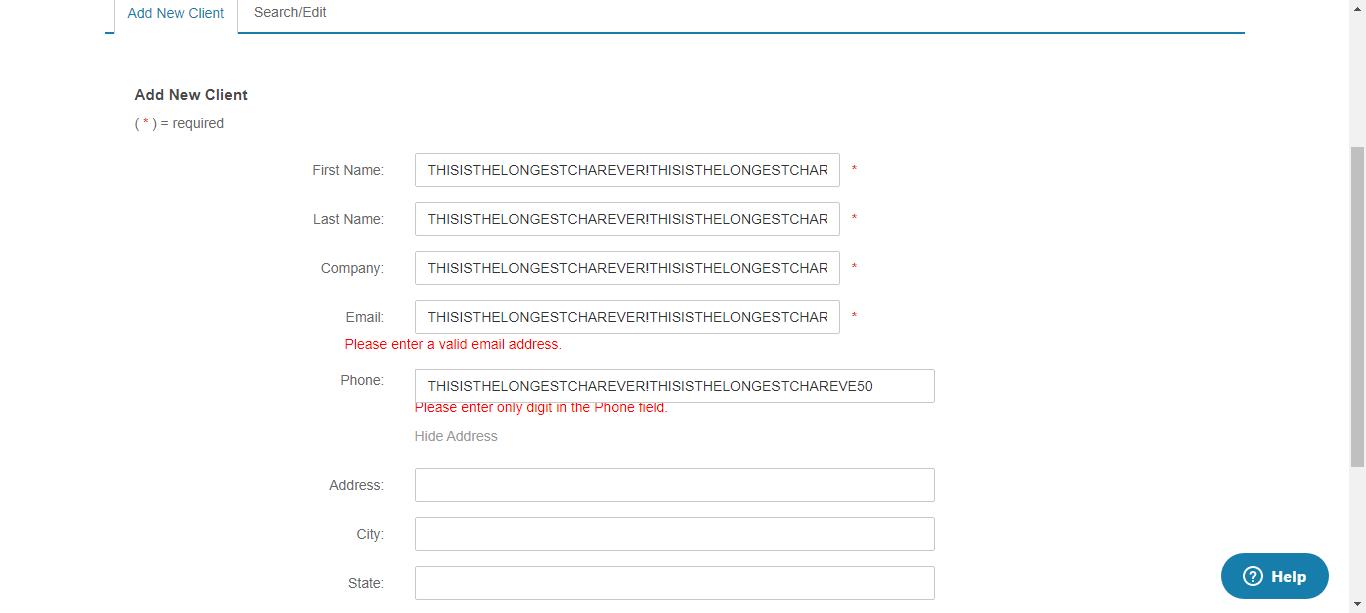 Add New Client Search/Edit
Add New Client
( * ) = required
First Name: THISISTHELONGESTCHAREVER!THISISTHELONGESTCHAR *
Last Name: THISISTHELONGESTCHAREVER!THISISTHELONGESTCHAR *
Company: THISISTHELONGESTCHAREVER!THISISTHELONGESTCHAR *
Email: THISISTHELONGESTCHAREVER!THISISTHELONGESTCHAR *
Please enter a valid email address.
Phone: THISISTHELONGESTCHAREVER!THISISTHELONGESTCHAREVE50
Please enter only digit in the Phone field.
Hide Address
Address:
City:
State:
Help